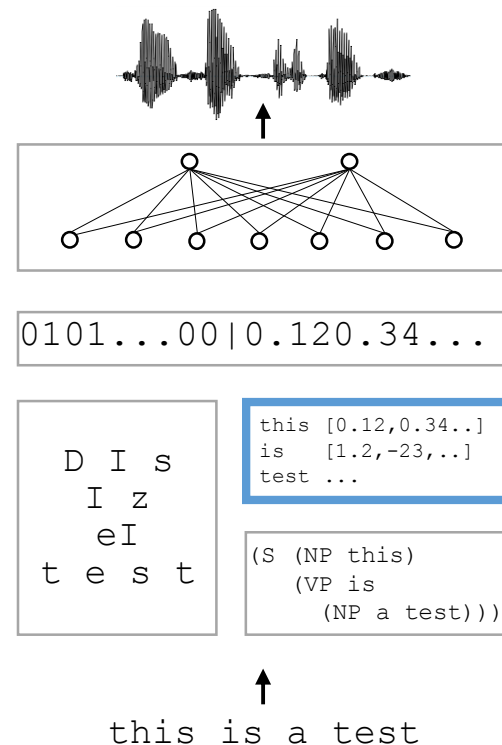 0101...00|0.120.34...
D I s
I z
eI
t e s t
this [0.12,0.34..]
is [1.2,-23,..]
test ...
(S (NP this)
(VP is
(NP a test)))
this is a test